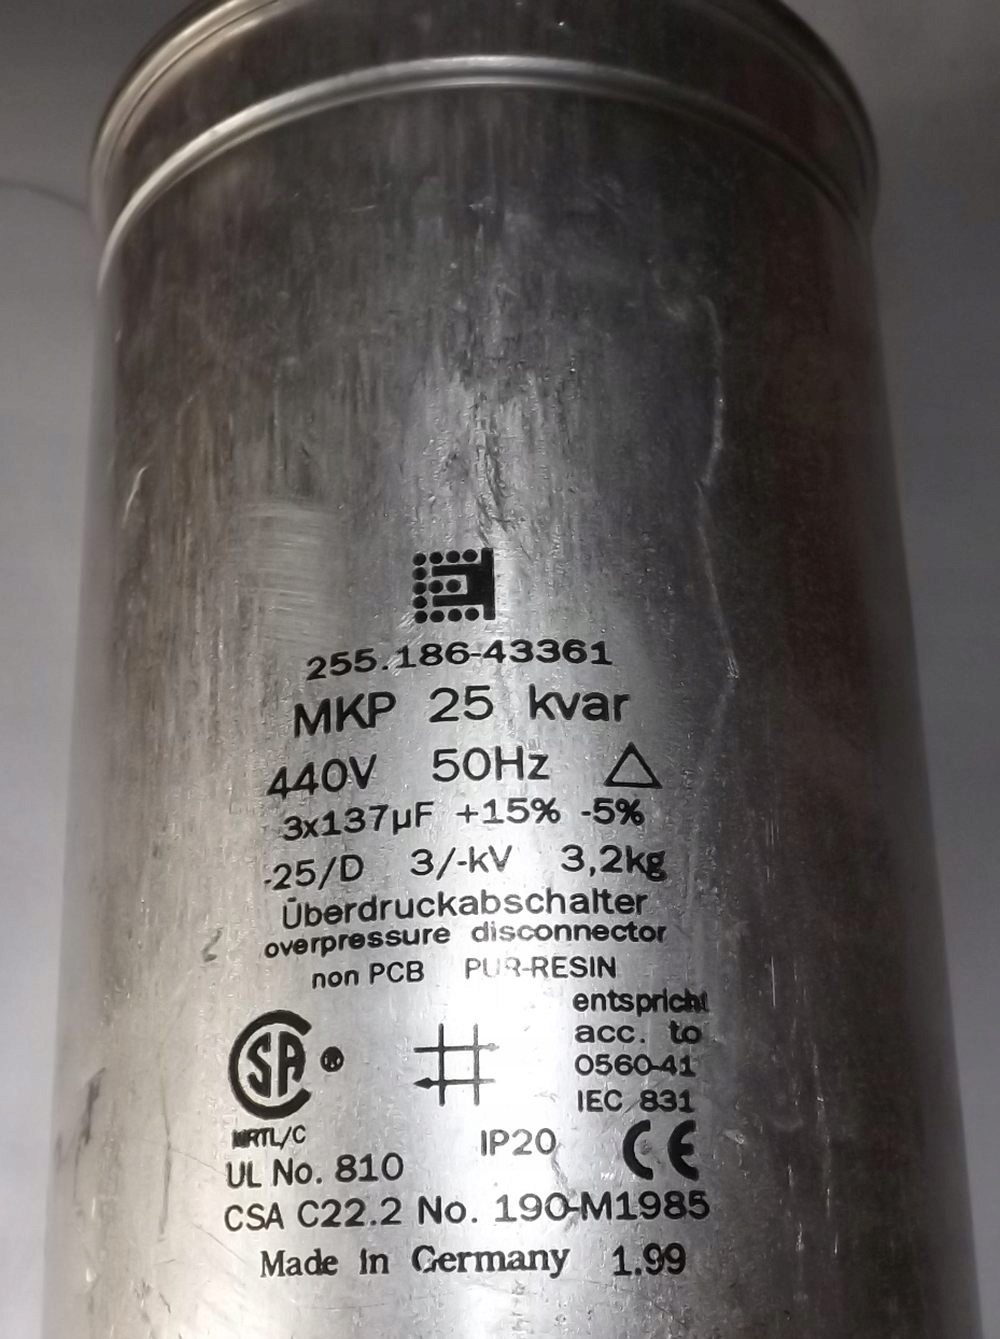 255.186-43361
MKP 25 kvar
440V 50Hz △
3x137µF +15% -5%
-25/D 3/-kV 3,2kg
Überdruckabschalter
overpressure disconnector
non PCB PUR-RESIN
entspricht
acc. to
0560-41
IEC 831
SA
NRTL/C
IP20 CE
UL No. 810
CSA C22.2 No. 190-M1985
Made in Germany 1.99